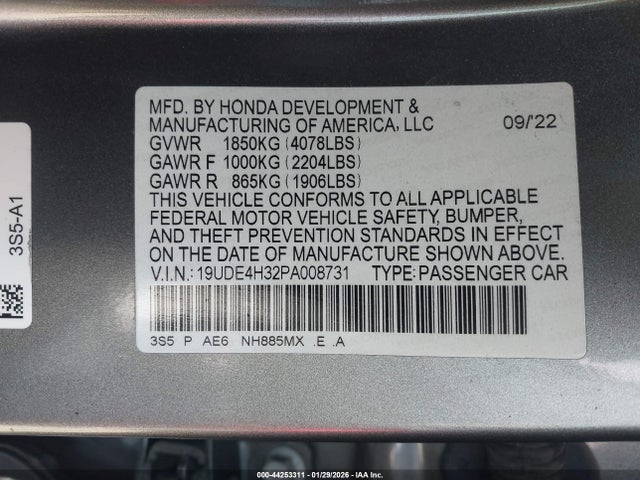 MFD. BY HONDA DEVELOPMENT &
MANUFACTURING OF AMERICA, LLC 09/'22
GVWR 1850KG (4078LBS)
GAWR F 1000KG (2204LBS)
GAWR R 865KG (1906LBS)
THIS VEHICLE CONFORMS TO ALL APPLICABLE
FEDERAL MOTOR VEHICLE SAFETY, BUMPER,
AND THEFT PREVENTION STANDARDS IN EFFECT
ON THE DATE OF MANUFACTURE SHOWN ABOVE.
V.I.N.: 19UDE4H32PA008731 TYPE: PASSENGER CAR
3S5 P AE6 NH885MX .E .A
3S5-A1
000-44253311 - 01/29/2026 - IAA Inc.